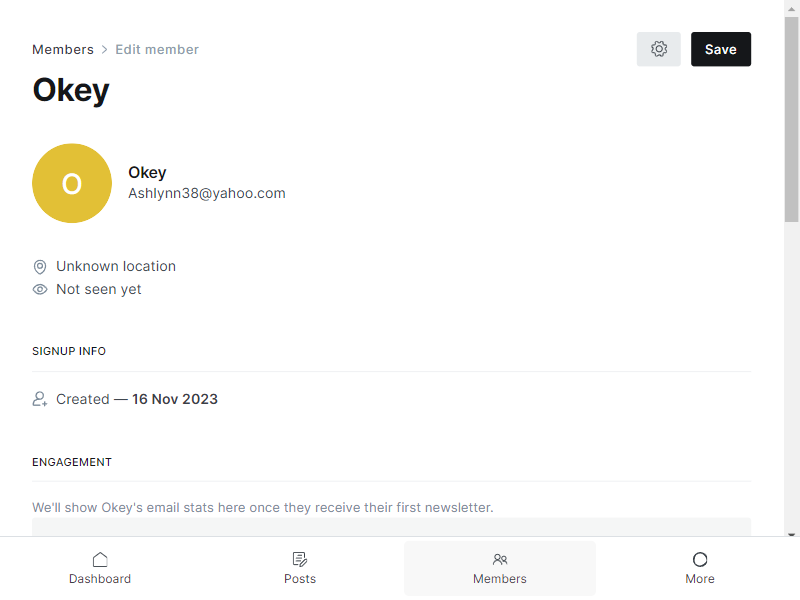 Members > Edit member
Save
Okey
O
Okey
Ashlynn38@yahoo.com
Unknown location
Not seen yet
SIGNUP INFO
Created — 16 Nov 2023
ENGAGEMENT
We'll show Okey's email stats here once they receive their first newsletter.
Dashboard
Posts
Members
More